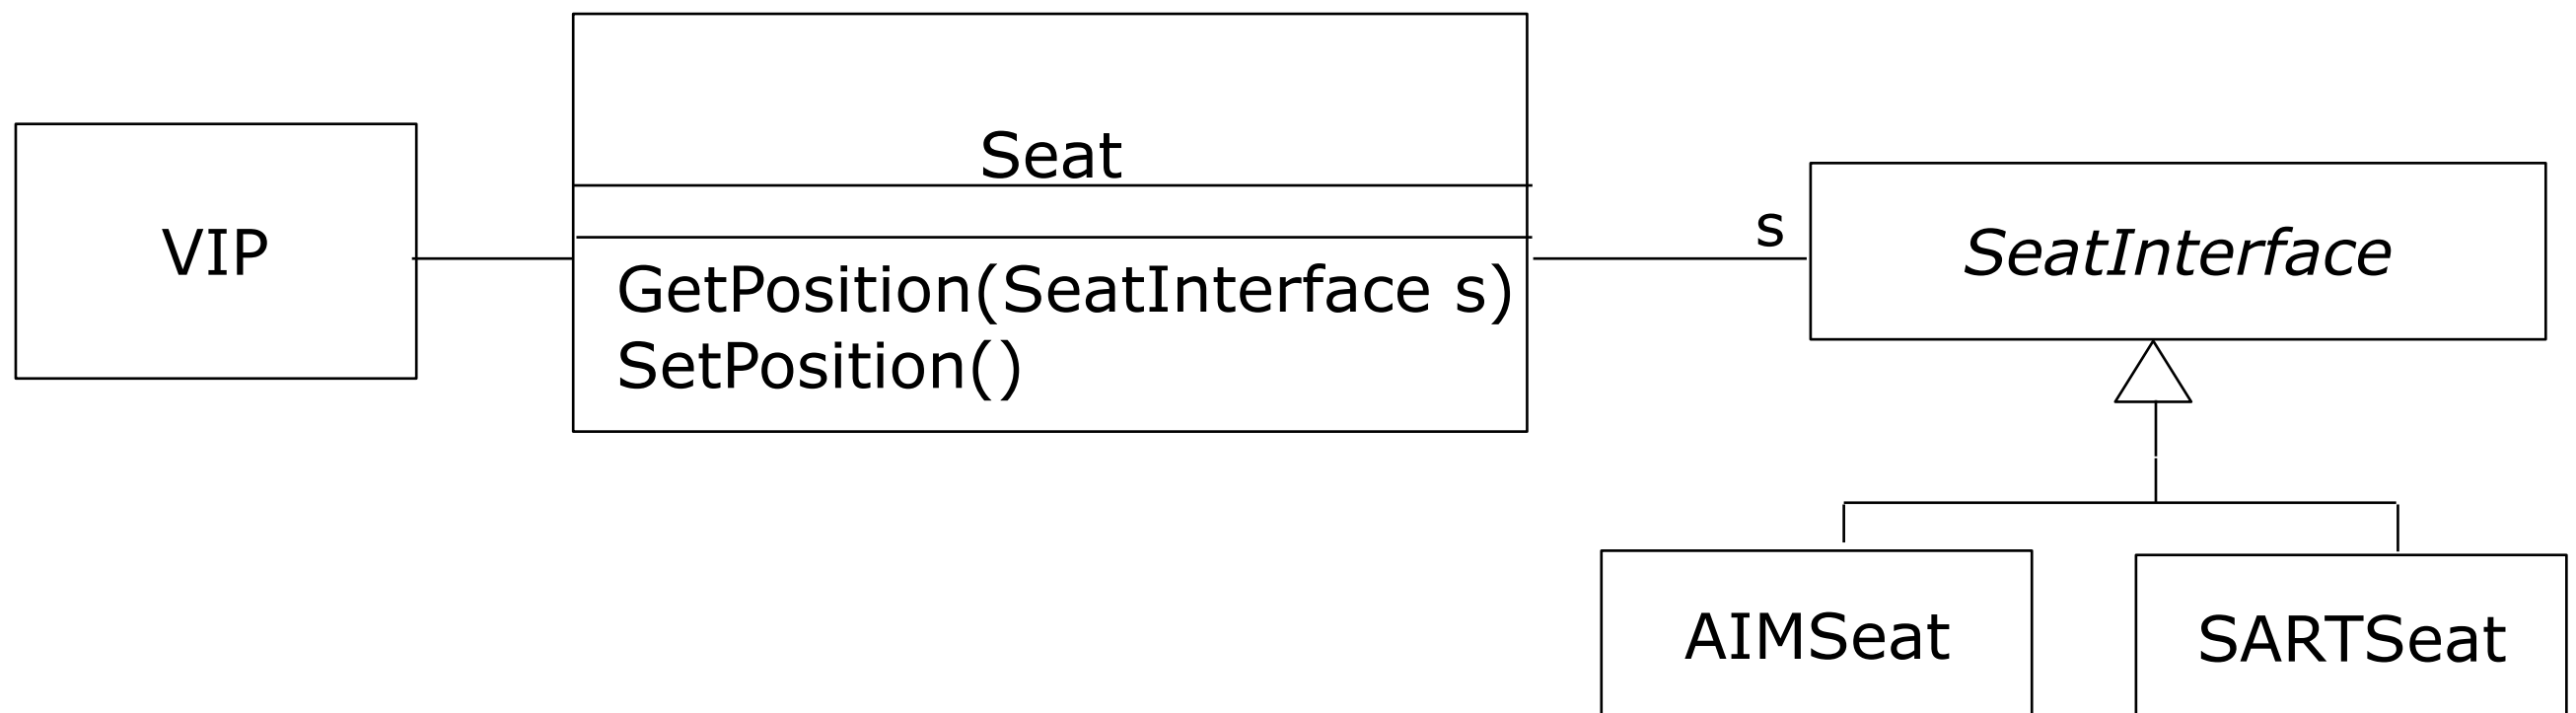 Seat
VIP
s
SeatInterface
GetPosition(SeatInterface s)
SetPosition()
AIMSeat
SARTSeat